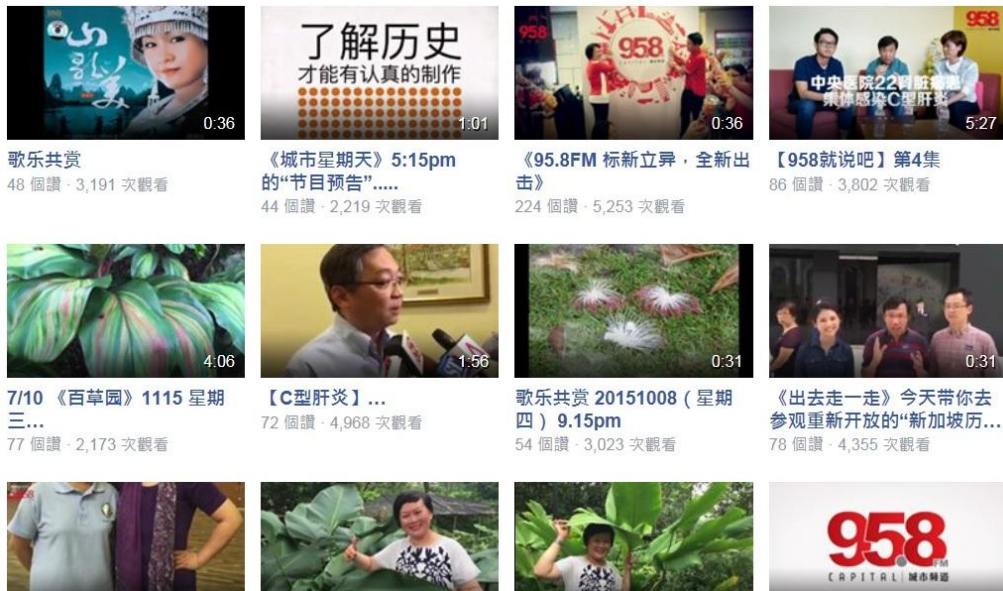 山歌美
0:36
了解历史
才能有认真的制作
1:01
958
958
0:36
958
中央医院22肾脏病患
集体感染C型肝炎
5:27
歌乐共赏
48 個讚 · 3,191 次觀看
《城市星期天》5:15pm
的“节目预告”.....
44 個讚 · 2,219 次觀看
《95.8FM 标新立异，全新出
击》
224 個讚 · 5,253 次觀看
【958就说吧】第4集
86 個讚 · 3,802 次觀看
4:06
1:56
0:31
0:31
7/10 《百草园》1115 星期
三...
77 個讚 · 2,173 次觀看
【C型肝炎】...
72 個讚 · 4,968 次觀看
歌乐共赏 20151008（星期
四） 9.15pm
54 個讚 · 3,023 次觀看
《出去走一走》今天带你去
参观重新开放的“新加坡历...
78 個讚 · 4,355 次觀看
958
958 FM
CAPITAL 城市频道